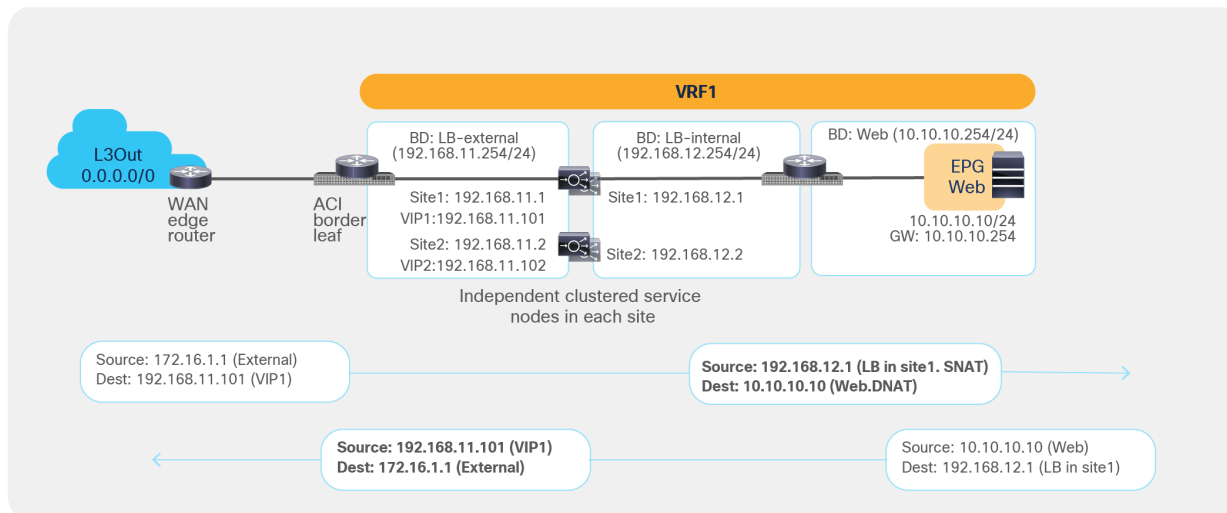 VRF1
L3Out
0.0.0.0/0
WAN
edge
router
ACI
border
leaf
BD: LB-external
(192.168.11.254/24)
Site1: 192.168.11.1
VIP1:192.168.11.101
Site2: 192.168.11.2
VIP2:192.168.11.102
BD: LB-internal
(192.168.12.254/24)
Site1: 192.168.12.1
Site2: 192.168.12.2
BD: Web (10.10.10.254/24)
EPG
Web
10.10.10.10/24
GW: 10.10.10.254
Independent clustered service
nodes in each site
Source: 172.16.1.1 (External)
Dest: 192.168.11.101 (VIP1)
Source: 192.168.12.1 (LB in site1. SNAT)
Dest: 10.10.10.10 (Web.DNAT)
Source: 192.168.11.101 (VIP1)
Dest: 172.16.1.1 (External)
Source: 10.10.10.10 (Web)
Dest: 192.168.12.1 (LB in site1)